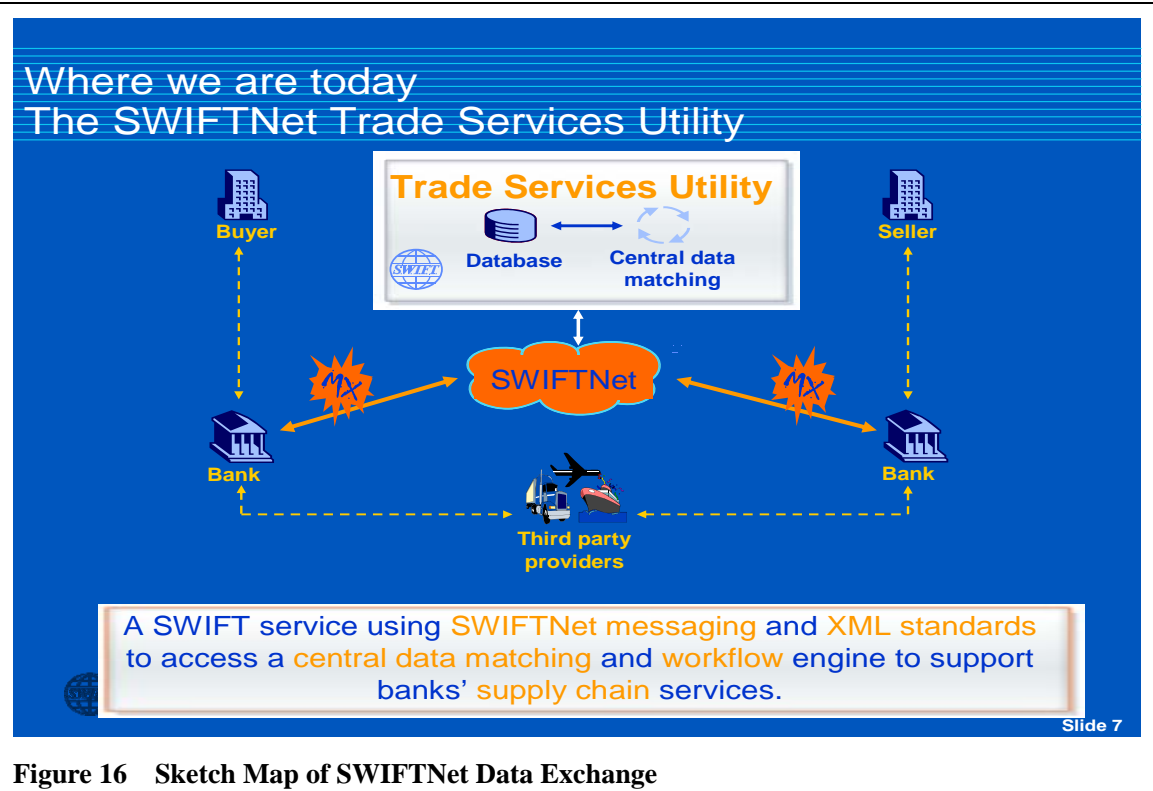 Where we are today
The SWIFTNet Trade Services Utility
Trade Services Utility
Buyer
Seller
Database
Central data
matching
SWIFT
SWIFTNet
MX
MX
Bank
Bank
Third party
providers
A SWIFT service using SWIFTNet messaging and XML standards
to access a central data matching and workflow engine to support
banks’ supply chain services.
SWIFT
Slide 7
Figure 16 Sketch Map of SWIFTNet Data Exchange